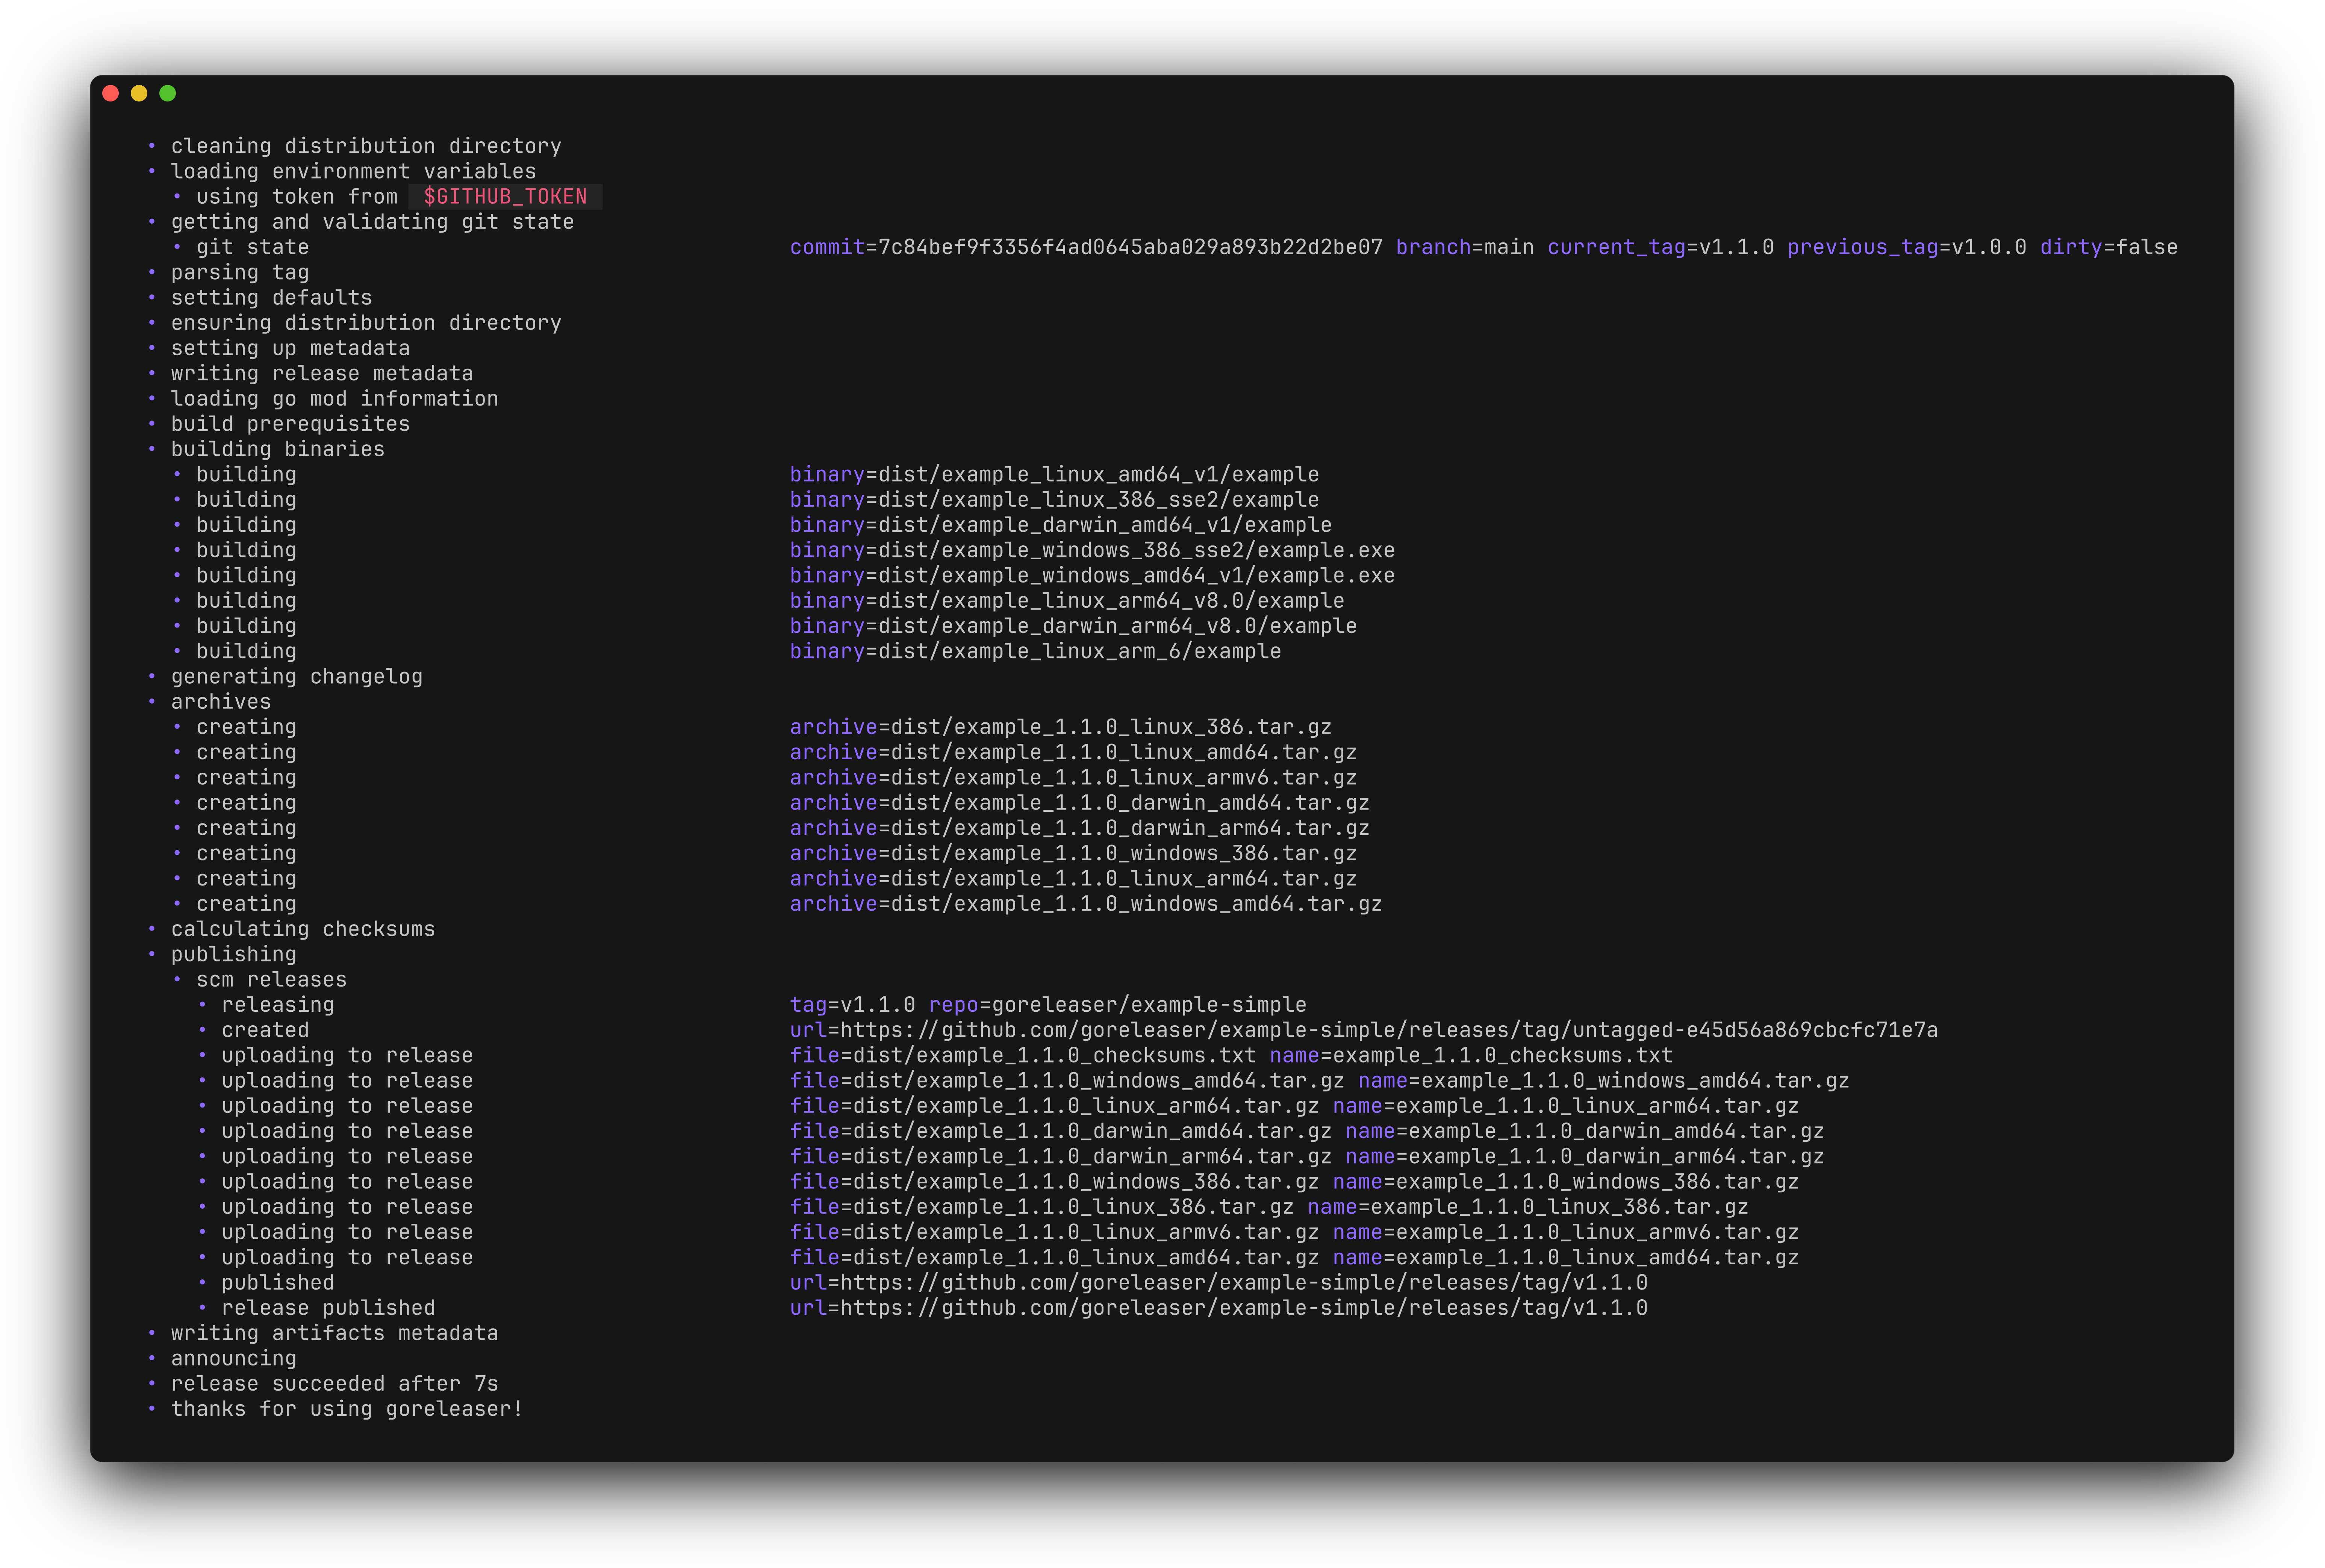 • cleaning distribution directory
• loading environment variables
• using token from $GITHUB_TOKEN
• getting and validating git state
• git state commit=7c84bef9f3356f4ad0645aba029a893b22d2be07 branch=main current_tag=v1.1.0 previous_tag=v1.0.0 dirty=false
• parsing tag
• setting defaults
• ensuring distribution directory
• setting up metadata
• writing release metadata
• loading go mod information
• build prerequisites
• building binaries
• building binary=dist/example_linux_amd64_v1/example
• building binary=dist/example_linux_386_sse2/example
• building binary=dist/example_darwin_amd64_v1/example
• building binary=dist/example_windows_386_sse2/example.exe
• building binary=dist/example_windows_amd64_v1/example.exe
• building binary=dist/example_linux_arm64_v8.0/example
• building binary=dist/example_darwin_arm64_v8.0/example
• building binary=dist/example_linux_arm_6/example
• generating changelog
• archives
• creating archive=dist/example_1.1.0_linux_386.tar.gz
• creating archive=dist/example_1.1.0_linux_amd64.tar.gz
• creating archive=dist/example_1.1.0_linux_armv6.tar.gz
• creating archive=dist/example_1.1.0_darwin_amd64.tar.gz
• creating archive=dist/example_1.1.0_darwin_arm64.tar.gz
• creating archive=dist/example_1.1.0_windows_386.tar.gz
• creating archive=dist/example_1.1.0_linux_arm64.tar.gz
• creating archive=dist/example_1.1.0_windows_amd64.tar.gz
• calculating checksums
• publishing
• scm releases
• releasing tag=v1.1.0 repo=goreleaser/example-simple
• created url=https://github.com/goreleaser/example-simple/releases/tag/untagged-e45d56a869cbcfc71e7a
• uploading to release file=dist/example_1.1.0_checksums.txt name=example_1.1.0_checksums.txt
• uploading to release file=dist/example_1.1.0_windows_amd64.tar.gz name=example_1.1.0_windows_amd64.tar.gz
• uploading to release file=dist/example_1.1.0_linux_arm64.tar.gz name=example_1.1.0_linux_arm64.tar.gz
• uploading to release file=dist/example_1.1.0_darwin_amd64.tar.gz name=example_1.1.0_darwin_amd64.tar.gz
• uploading to release file=dist/example_1.1.0_darwin_arm64.tar.gz name=example_1.1.0_darwin_arm64.tar.gz
• uploading to release file=dist/example_1.1.0_windows_386.tar.gz name=example_1.1.0_windows_386.tar.gz
• uploading to release file=dist/example_1.1.0_linux_386.tar.gz name=example_1.1.0_linux_386.tar.gz
• uploading to release file=dist/example_1.1.0_linux_armv6.tar.gz name=example_1.1.0_linux_armv6.tar.gz
• uploading to release file=dist/example_1.1.0_linux_amd64.tar.gz name=example_1.1.0_linux_amd64.tar.gz
• published url=https://github.com/goreleaser/example-simple/releases/tag/v1.1.0
• release published url=https://github.com/goreleaser/example-simple/releases/tag/v1.1.0
• writing artifacts metadata
• announcing
• release succeeded after 7s
• thanks for using goreleaser!